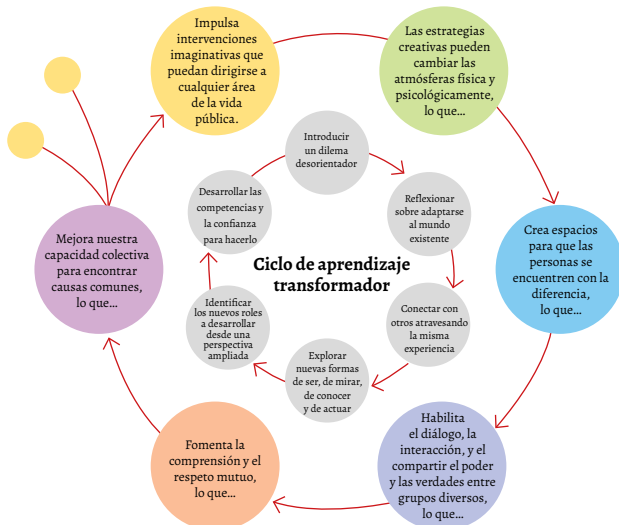 Impulsa
intervenciones
imaginativas que
puedan dirigirse a
cualquier área
de la vida
pública.
Las estrategias
creativas pueden
cambiar las
atmósferas física y
psicológicamente,
lo que...
Crea espacios
para que las
personas se
encuentren con la
diferencia,
lo que...
Habilita
el diálogo, la
interacción, y el
compartir el poder
y las verdades entre
grupos diversos,
lo que...
Fomenta la
comprensión y el
respeto mutuo,
lo que...
Mejora nuestra
capacidad colectiva
para encontrar
causas comunes,
lo que...
Ciclo de aprendizaje
transformador
Introducir
un dilema
desorientador
Reflexionar
sobre adaptarse
al mundo
existente
Conectar con
otros atravesando
la misma
experiencia
Explorar
nuevas formas
de ser, de mirar,
de conocer
y de actuar
Identificar
los nuevos roles
a desarrollar
desde una
perspectiva
ampliada
Desarrollar las
competencias y
la confianza
para hacerlo